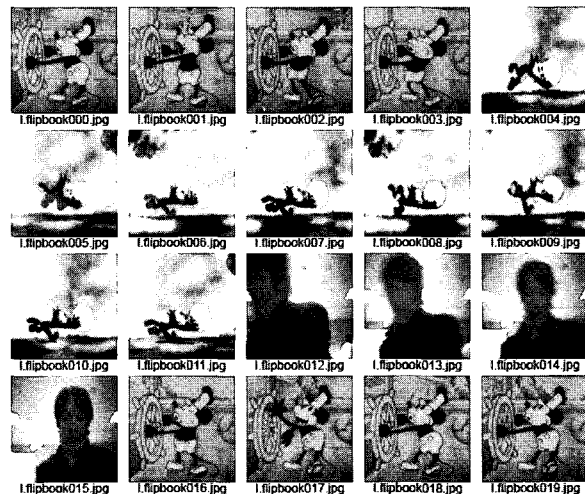 l.flipbook000.jpg l.flipbook001.jpg l.flipbook002.jpg l.flipbook003.jpg l.flipbook004.jpg
l.flipbook005.jpg l.flipbook006.jpg l.flipbook007.jpg l.flipbook008.jpg l.flipbook009.jpg
l.flipbook010.jpg l.flipbook011.jpg l.flipbook012.jpg l.flipbook013.jpg l.flipbook014.jpg
l.flipbook015.jpg l.flipbook016.jpg l.flipbook017.jpg l.flipbook018.jpg l.flipbook019.jpg